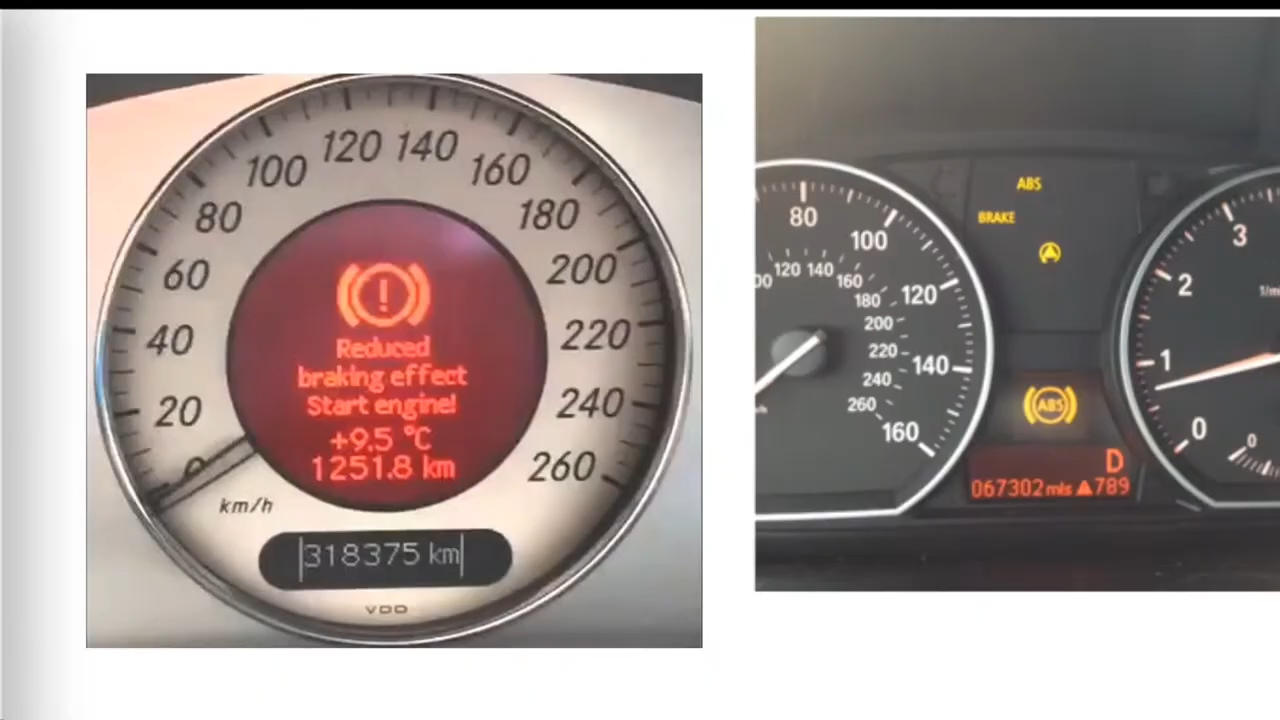 120 140
100 160
80 180
60 200
40 220
20 240
0 260
!
Reduced
braking effect
Start engine!
+9.5 °C
1251.8 km
km/h
318375 km
VDO
ABS
BRAKE
80
100
120
140
160
120 140
160
180
200
220
240
260
ABS
D
067302 mls ▲789
3
2
1
0
0